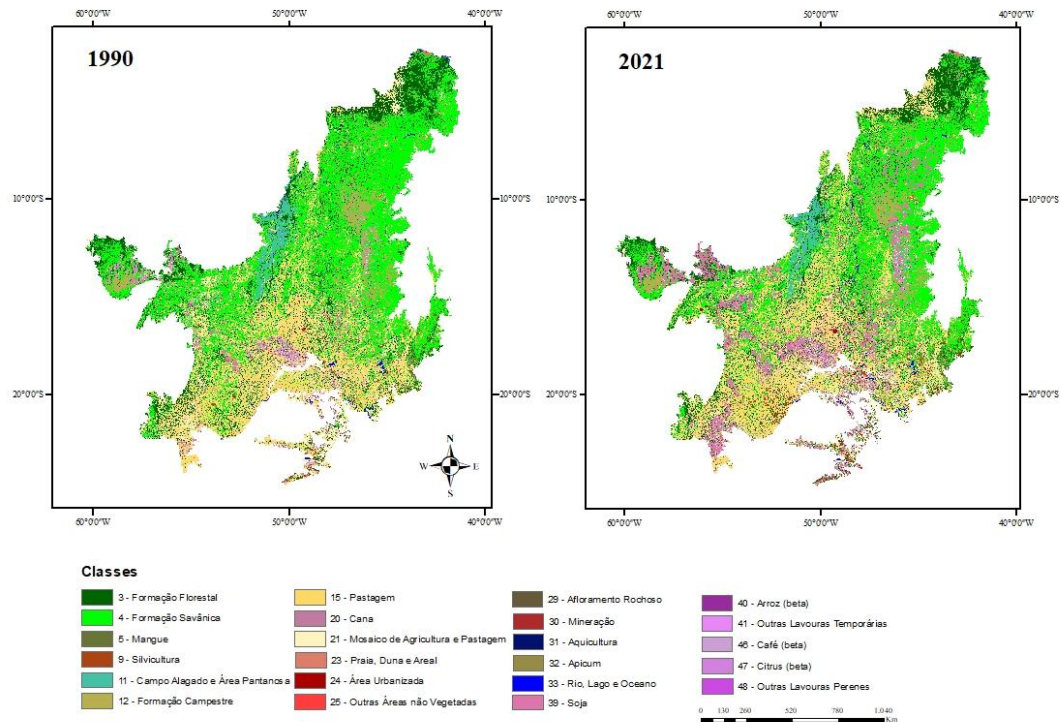 60°0'0"W 50°0'0"W 40°0'0"W
60°0'0"W 50°0'0"W 40°0'0"W
1990
2021
10°0'0"S
10°0'0"S
10°0'0"S
20°0'0"S
20°0'0"S
20°0'0"S
N
W E
S
60°0'0"W 50°0'0"W 40°0'0"W
60°0'0"W 50°0'0"W 40°0'0"W
Classes
3 - Formação Florestal
4 - Formação Savânica
5 - Mangue
9 - Silvicultura
11 - Campo Alagado e Área Pantanosa
12 - Formação Campestre
15 - Pastagem
20 - Cana
21 - Mosaico de Agricultura e Pastagem
23 - Praia, Duna e Areal
24 - Área Urbanizada
25 - Outras Áreas não Vegetadas
29 - Afloramento Rochoso
30 - Mineração
31 - Aquicultura
32 - Apicum
33 - Rio, Lago e Oceano
39 - Soja
40 - Arroz (beta)
41 - Outras Lavouras Temporárias
46 - Café (beta)
47 - Citrus (beta)
48 - Outras Lavouras Perenes
0 130 260 520 780 1.040
Km